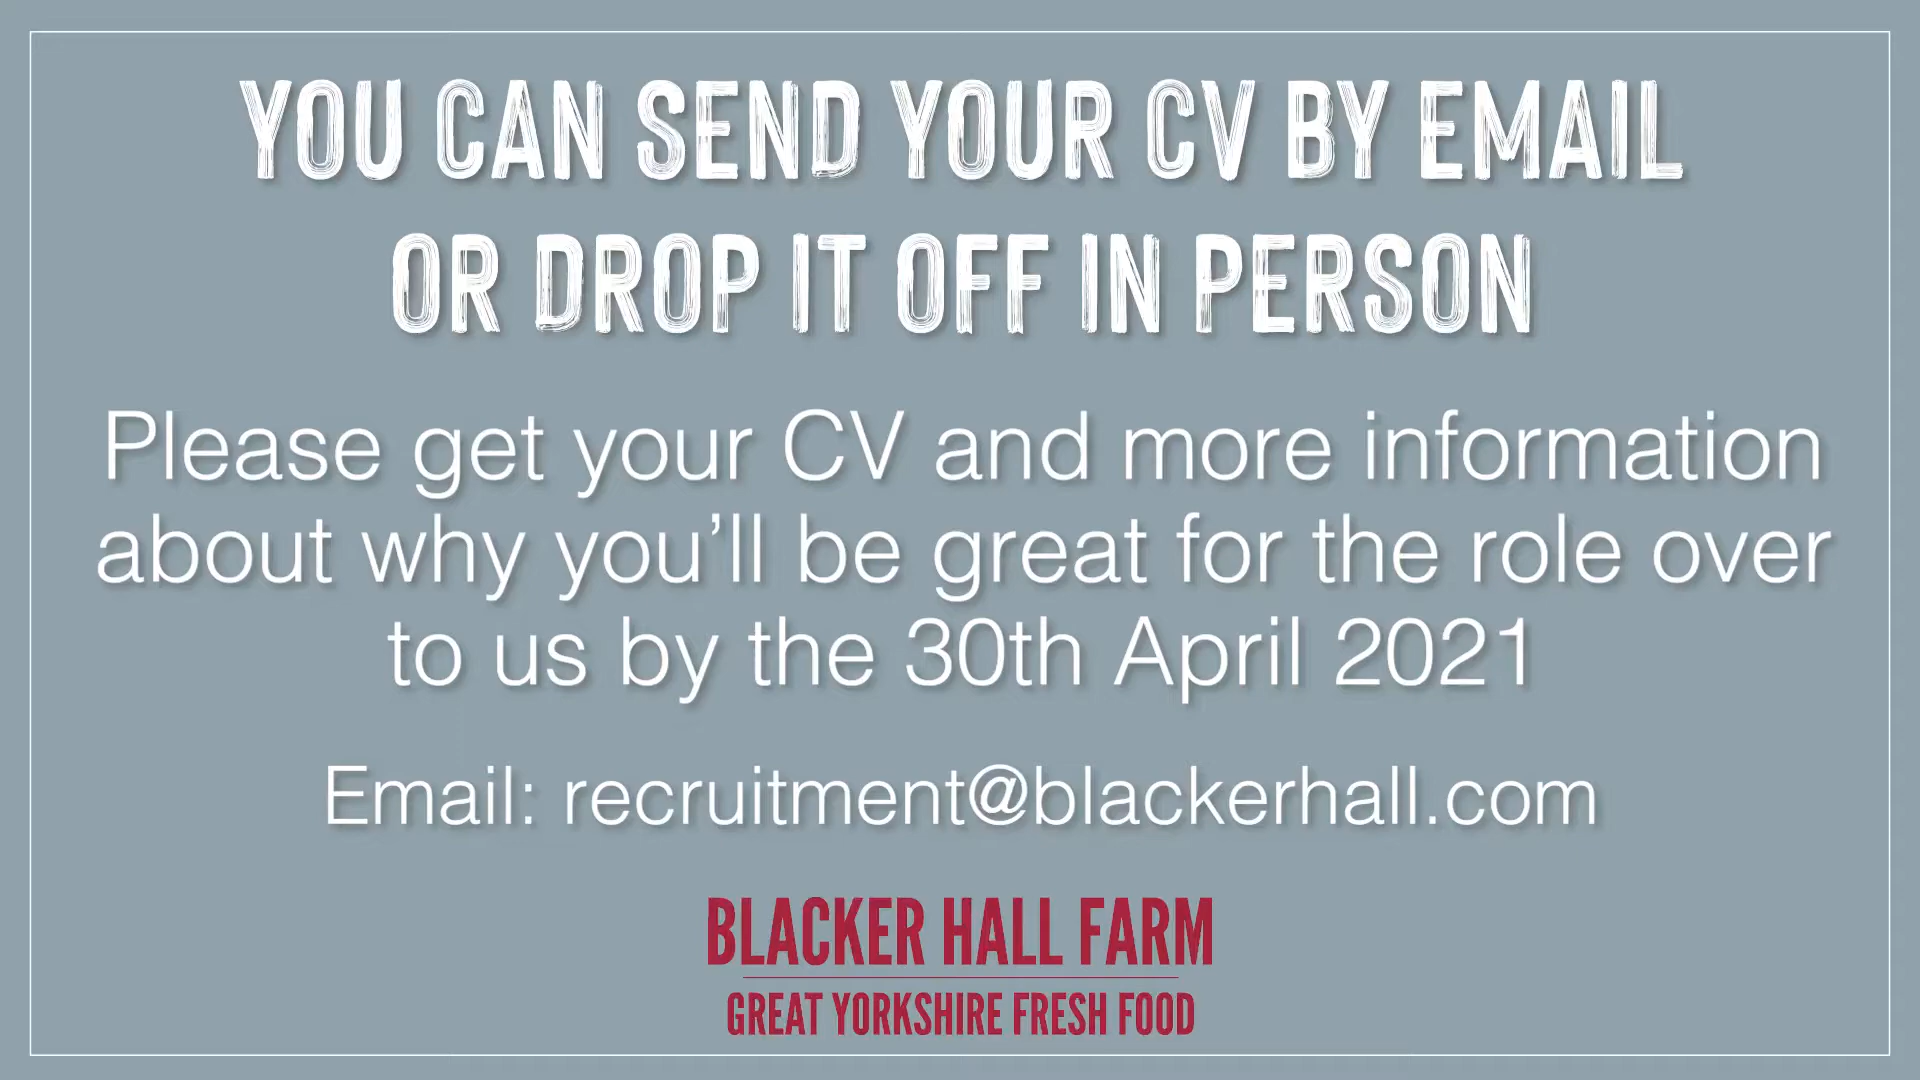 YOU CAN SEND YOUR CV BY EMAIL
OR DROP IT OFF IN PERSON
Please get your CV and more information
about why you’ll be great for the role over
to us by the 30th April 2021
Email: recruitment@blackerhall.com
BLACKER HALL FARM
GREAT YORKSHIRE FRESH FOOD